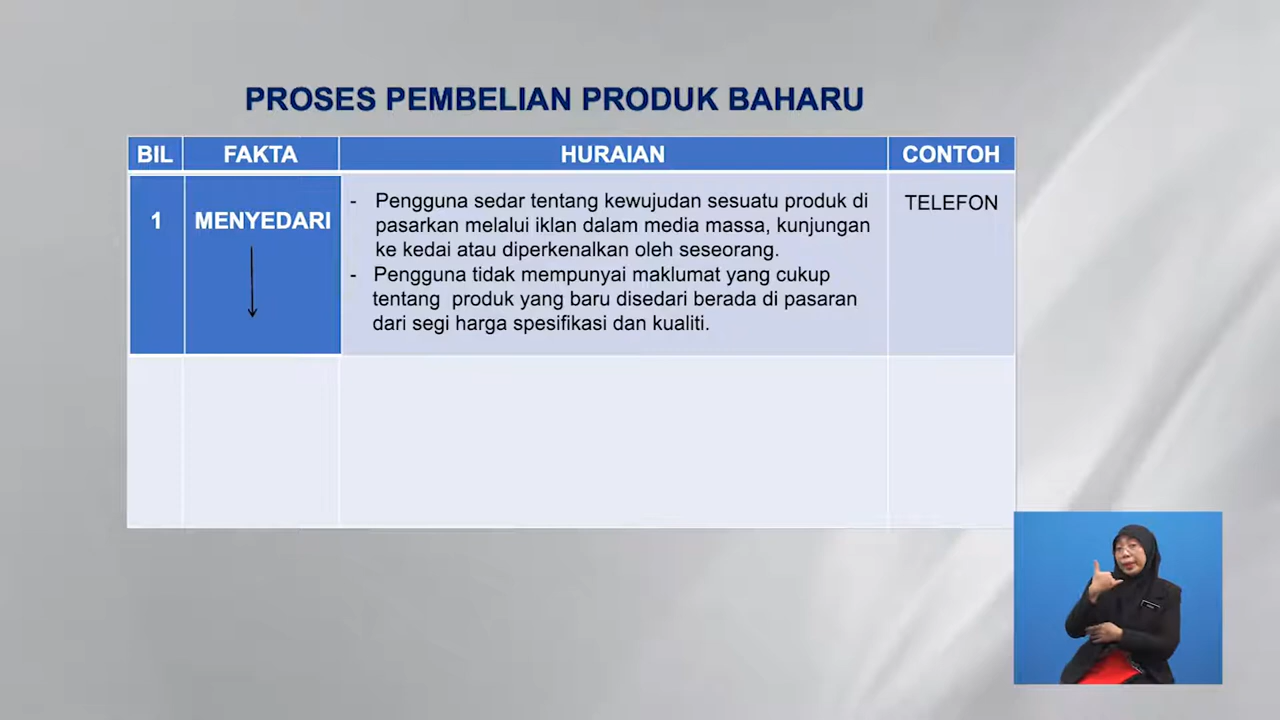 PROSES PEMBELIAN PRODUK BAHARU
BIL FAKTA HURAIAN CONTOH
1 MENYEDARI
- Pengguna sedar tentang kewujudan sesuatu produk di
pasarkan melalui iklan dalam media massa, kunjungan
ke kedai atau diperkenalkan oleh seseorang.
- Pengguna tidak mempunyai maklumat yang cukup
tentang produk yang baru disedari berada di pasaran
dari segi harga spesifikasi dan kualiti.
TELEFON